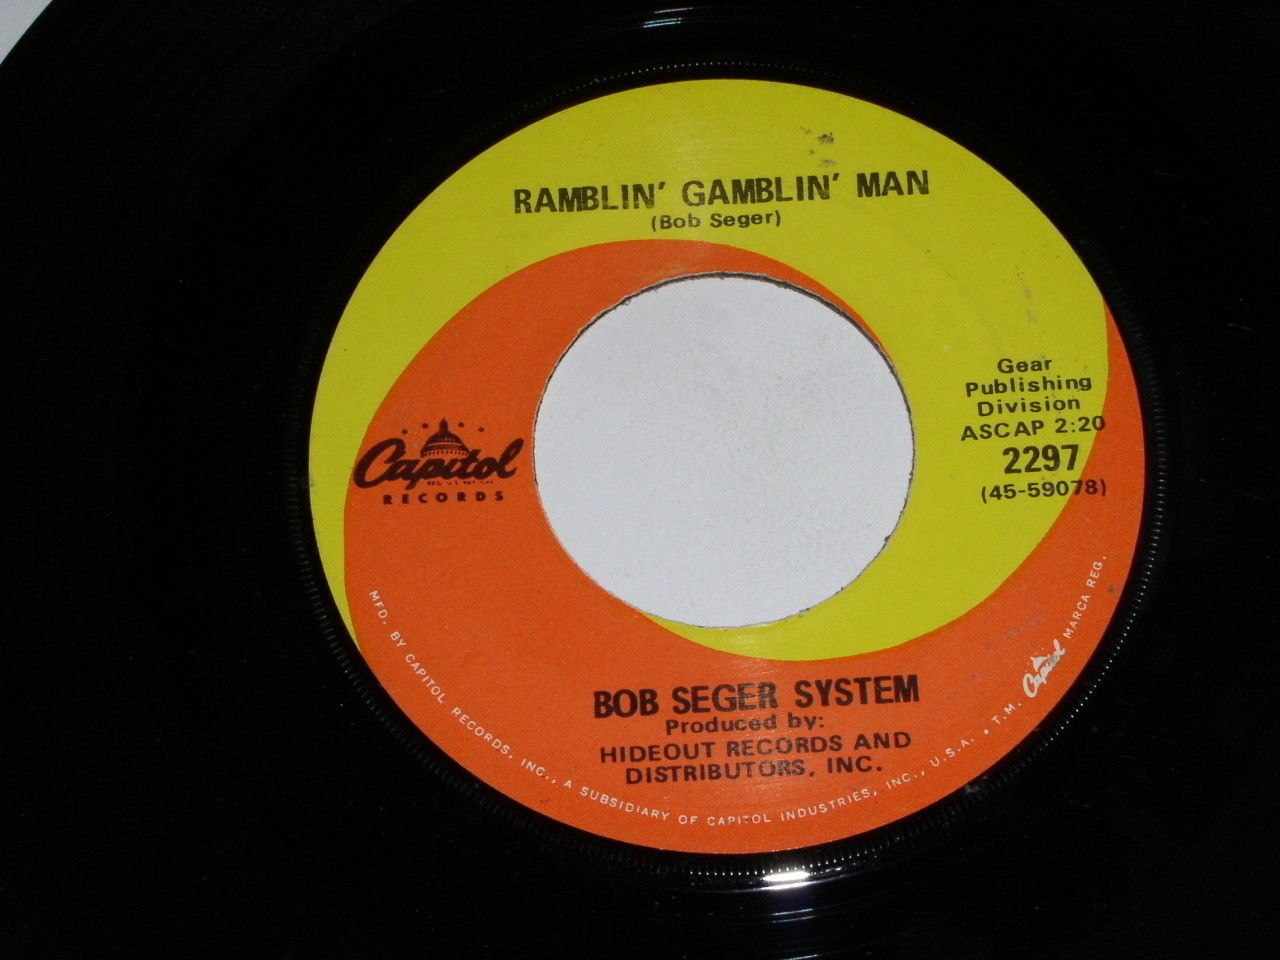 RAMBLIN' GAMBLIN' MAN
(Bob Seger)
Capitol
RECORDS
Gear
Publishing
Division
ASCAP 2:20
2297
(45-59078)
BOB SEGER SYSTEM
Produced by:
HIDEOUT RECORDS AND
DISTRIBUTORS, INC.
MFD. BY CAPITOL RECORDS, INC., A SUBSIDIARY OF CAPITOL INDUSTRIES, INC., U.S.A. • T.M. Capitol MARCA REG.